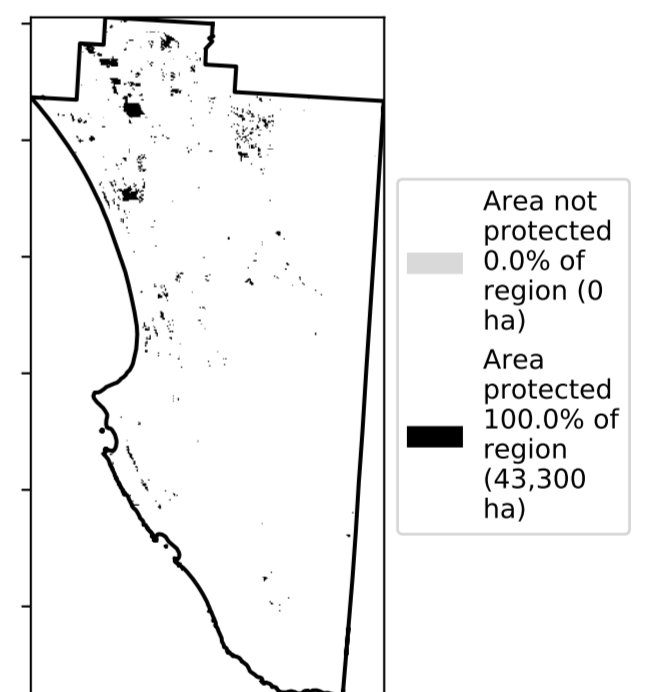 Area not
protected
0.0% of
region (0
ha)
Area
protected
100.0% of
region
(43,300
ha)